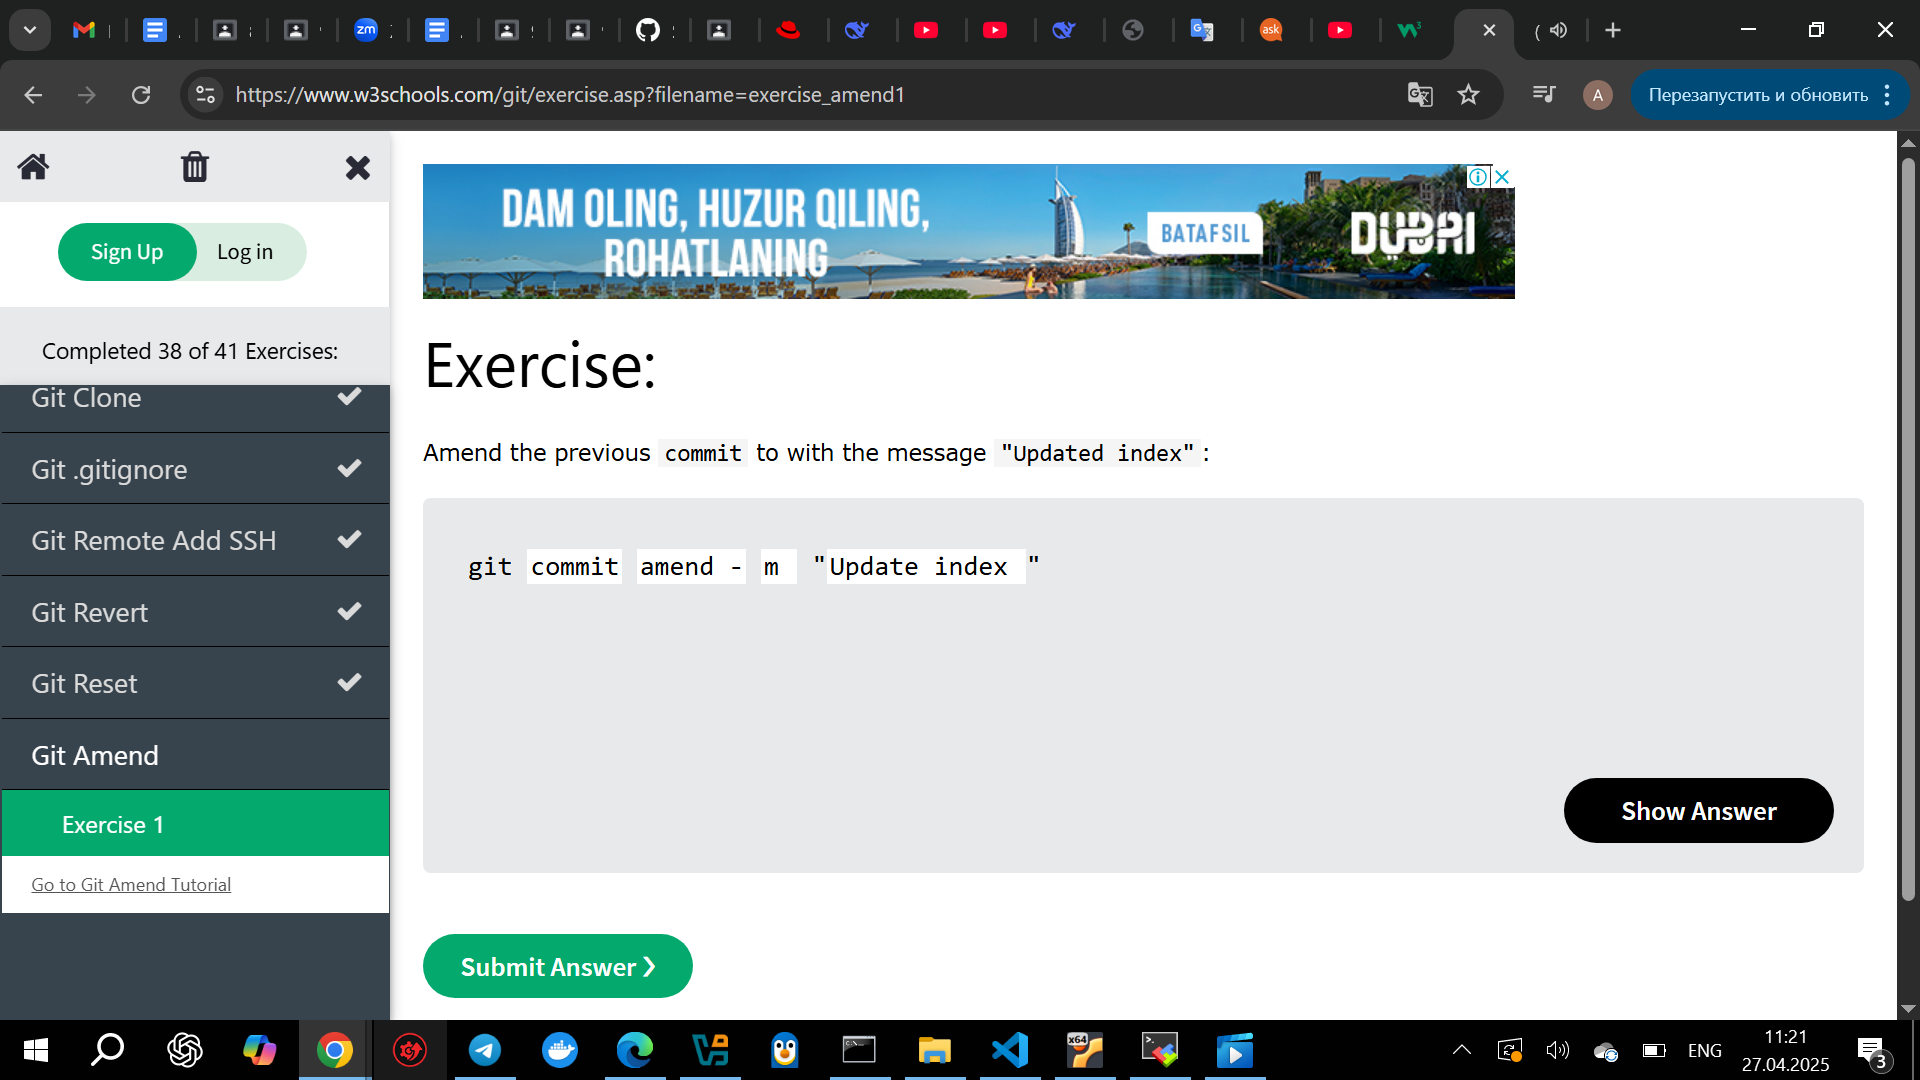 zm
ask
https://www.w3schools.com/git/exercise.asp?filename=exercise_amend1
A
Перезапустить и обновить
Sign Up
Log in
Completed 38 of 41 Exercises:
Git Clone
Git .gitignore
Git Remote Add SSH
Git Revert
Git Reset
Git Amend
Exercise 1
Go to Git Amend Tutorial
DAM OLING, HUZUR QILING,
ROHATLANING
BATAFSIL
DUBAI
Exercise:
Amend the previous commit to with the message "Updated index":
git commit amend - m "Update index "
Show Answer
Submit Answer ❯
x64
ENG
11:21
27.04.2025
3